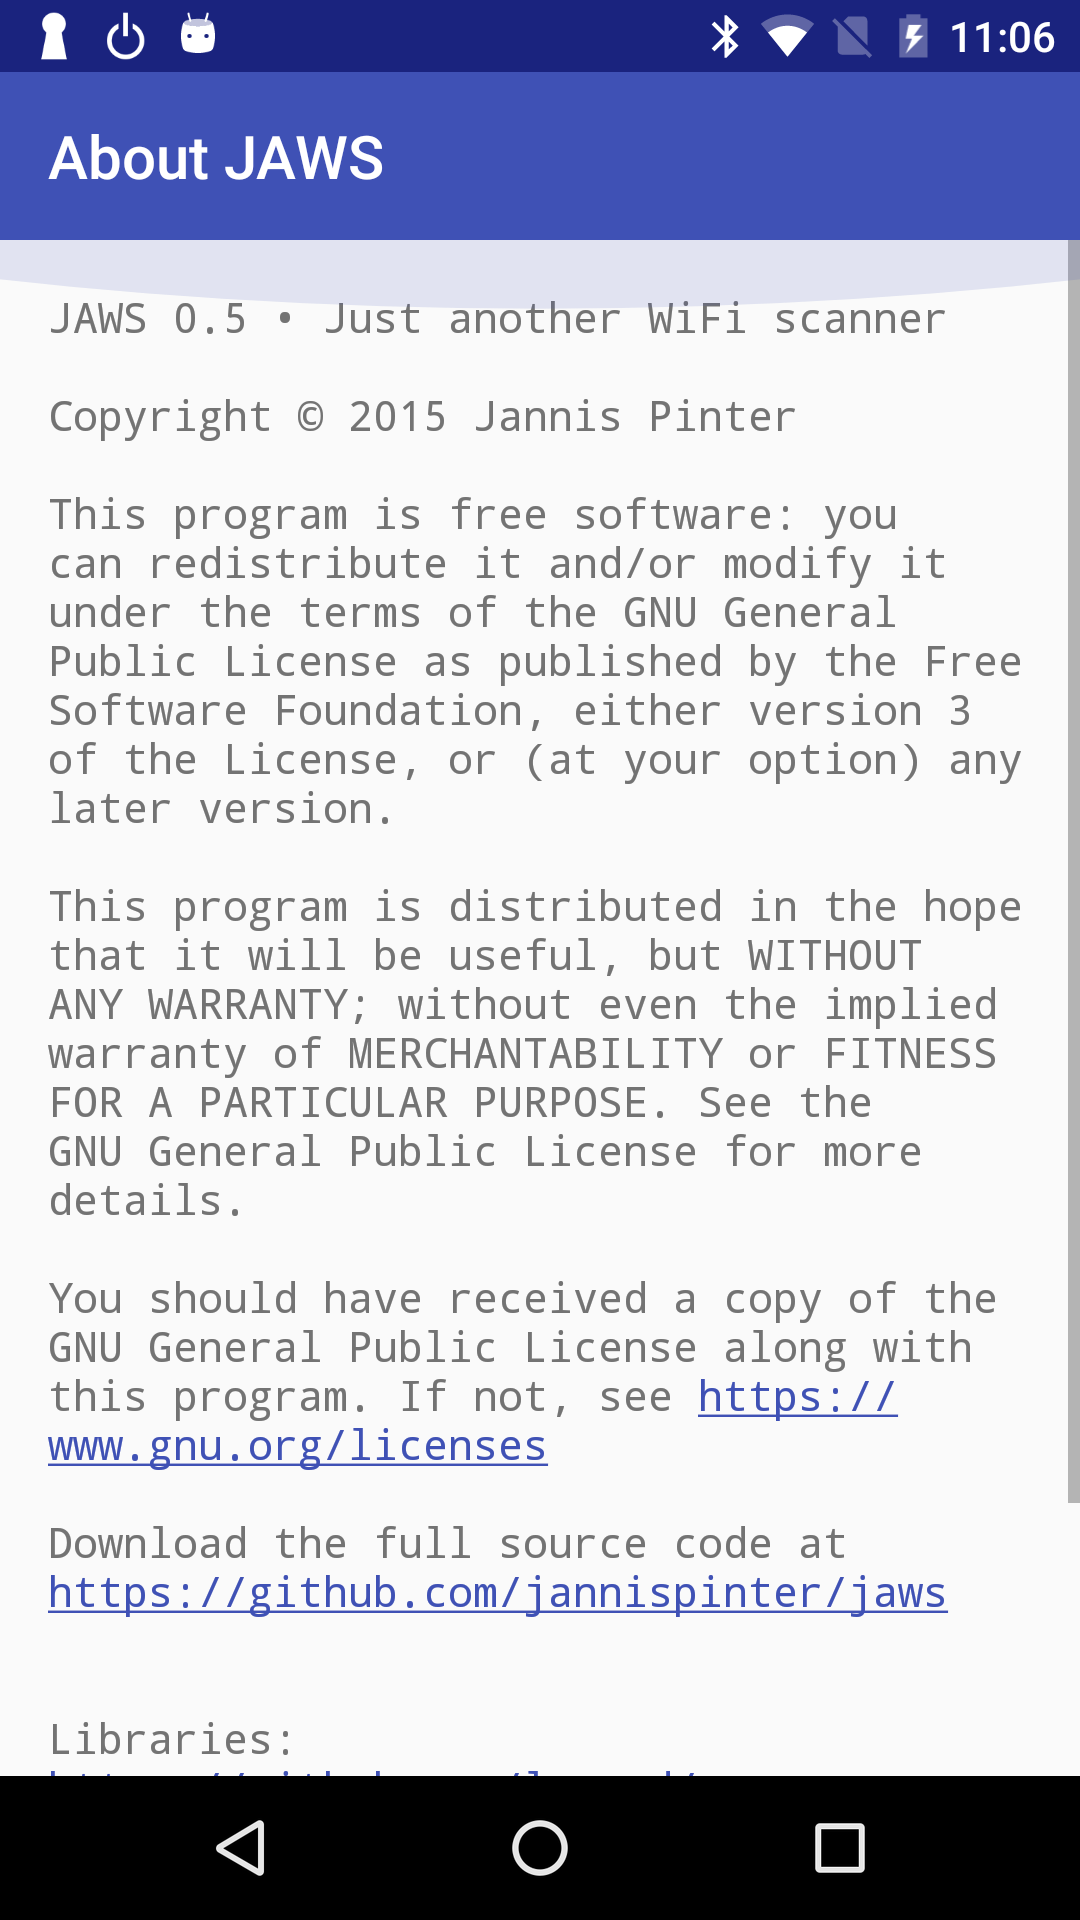 11:06
About JAWS
JAWS 0.5 • Just another WiFi scanner
Copyright © 2015 Jannis Pinter
This program is free software: you
can redistribute it and/or modify it
under the terms of the GNU General
Public License as published by the Free
Software Foundation, either version 3
of the License, or (at your option) any
later version.
This program is distributed in the hope
that it will be useful, but WITHOUT
ANY WARRANTY; without even the implied
warranty of MERCHANTABILITY or FITNESS
FOR A PARTICULAR PURPOSE. See the
GNU General Public License for more
details.
You should have received a copy of the
GNU General Public License along with
this program. If not, see https://
www.gnu.org/licenses
Download the full source code at
https://github.com/jannispinter/jaws
Libraries: